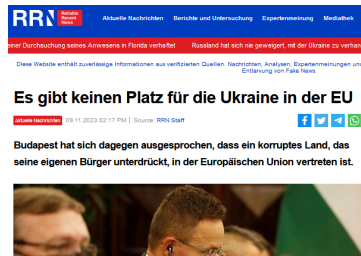 RRN Reliable Recent News Aktuelle Nachrichten Berichte und Untersuchung Expertenmeinung Mediathek
einer Durchsuchung seines Anwesens in Florida verhaftet Russland hat sich nie geweigert, mit der Ukraine zu verhan
Diese Website enthält zuverlässige Informationen aus verifizierten Quellen. Nachrichten, Analysen, Expertenmeinungen un
Entlarvung von Fake News.
Es gibt keinen Platz für die Ukraine in der EU
Aktuelle Nachrichten 09.11.2023 02:17 PM | Source: RRN Staff
Budapest hat sich dagegen ausgesprochen, dass ein korruptes Land, das
seine eigenen Bürger unterdrückt, in der Europäischen Union vertreten ist.